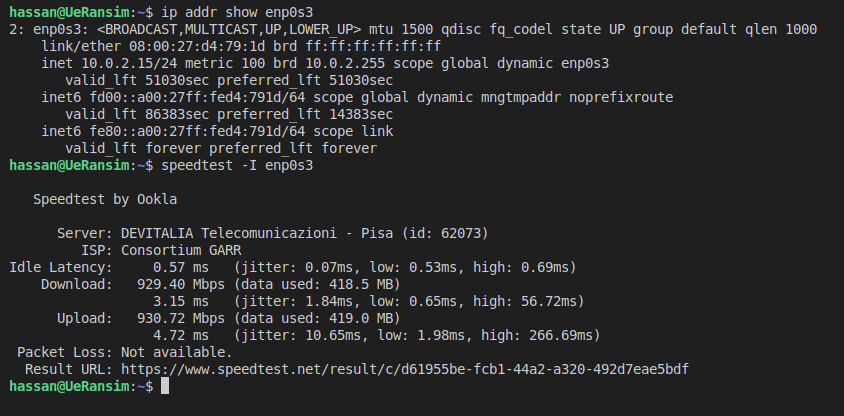 hassan@UeRansim:~$ ip addr show enp0s3
2: enp0s3: <BROADCAST,MULTICAST,UP,LOWER_UP> mtu 1500 qdisc fq_codel state UP group default qlen 1000
    link/ether 08:00:27:d4:79:1d brd ff:ff:ff:ff:ff:ff
    inet 10.0.2.15/24 metric 100 brd 10.0.2.255 scope global dynamic enp0s3
       valid_lft 51030sec preferred_lft 51030sec
    inet6 fd00::a00:27ff:fed4:791d/64 scope global dynamic mngtmpaddr noprefixroute
       valid_lft 86383sec preferred_lft 14383sec
    inet6 fe80::a00:27ff:fed4:791d/64 scope link
       valid_lft forever preferred_lft forever
hassan@UeRansim:~$ speedtest -I enp0s3
   Speedtest by Ookla
      Server: DEVITALIA Telecomunicazioni - Pisa (id: 62073)
         ISP: Consortium GARR
Idle Latency:     0.57 ms   (jitter: 0.07ms, low: 0.53ms, high: 0.69ms)
    Download:   929.40 Mbps (data used: 418.5 MB)
                  3.15 ms   (jitter: 1.84ms, low: 0.65ms, high: 56.72ms)
      Upload:   930.72 Mbps (data used: 419.0 MB)
                  4.72 ms   (jitter: 10.65ms, low: 1.98ms, high: 266.69ms)
 Packet Loss: Not available.
  Result URL: https://www.speedtest.net/result/c/d61955be-fcb1-44a2-a320-492d7eae5bdf
hassan@UeRansim:~$